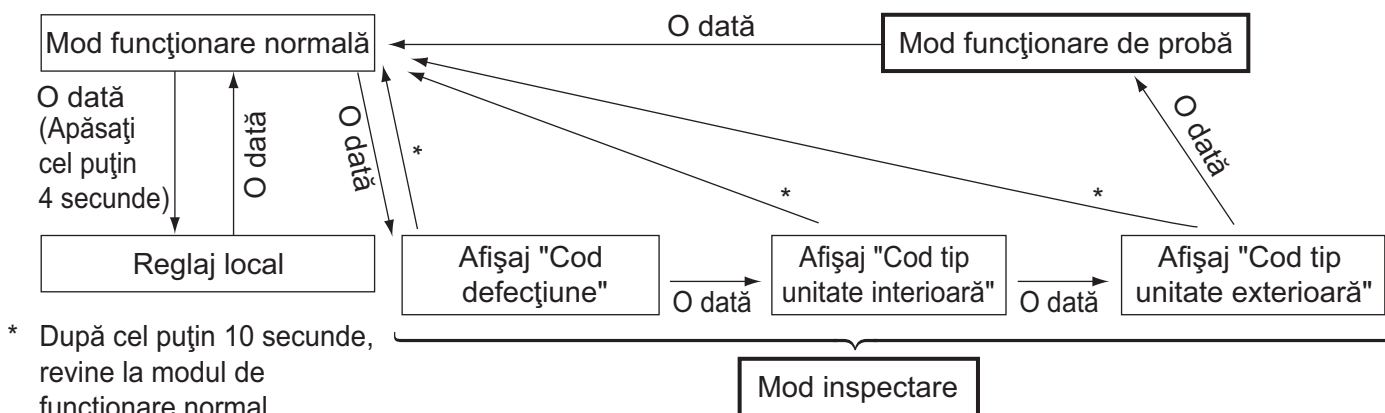 O dată
Mod funcţionare normală
Mod funcţionare de probă
O dată
(Apăsaţi
cel puţin
4 secunde)
O dată
O dată
*
*
*
O dată
Reglaj local
Afişaj "Cod
defecţiune"
O dată
Afişaj "Cod tip
unitate interioară"
O dată
Afişaj "Cod tip
unitate exterioară"
* După cel puţin 10 secunde,
revine la modul de
funcţionare normal
Mod inspectare